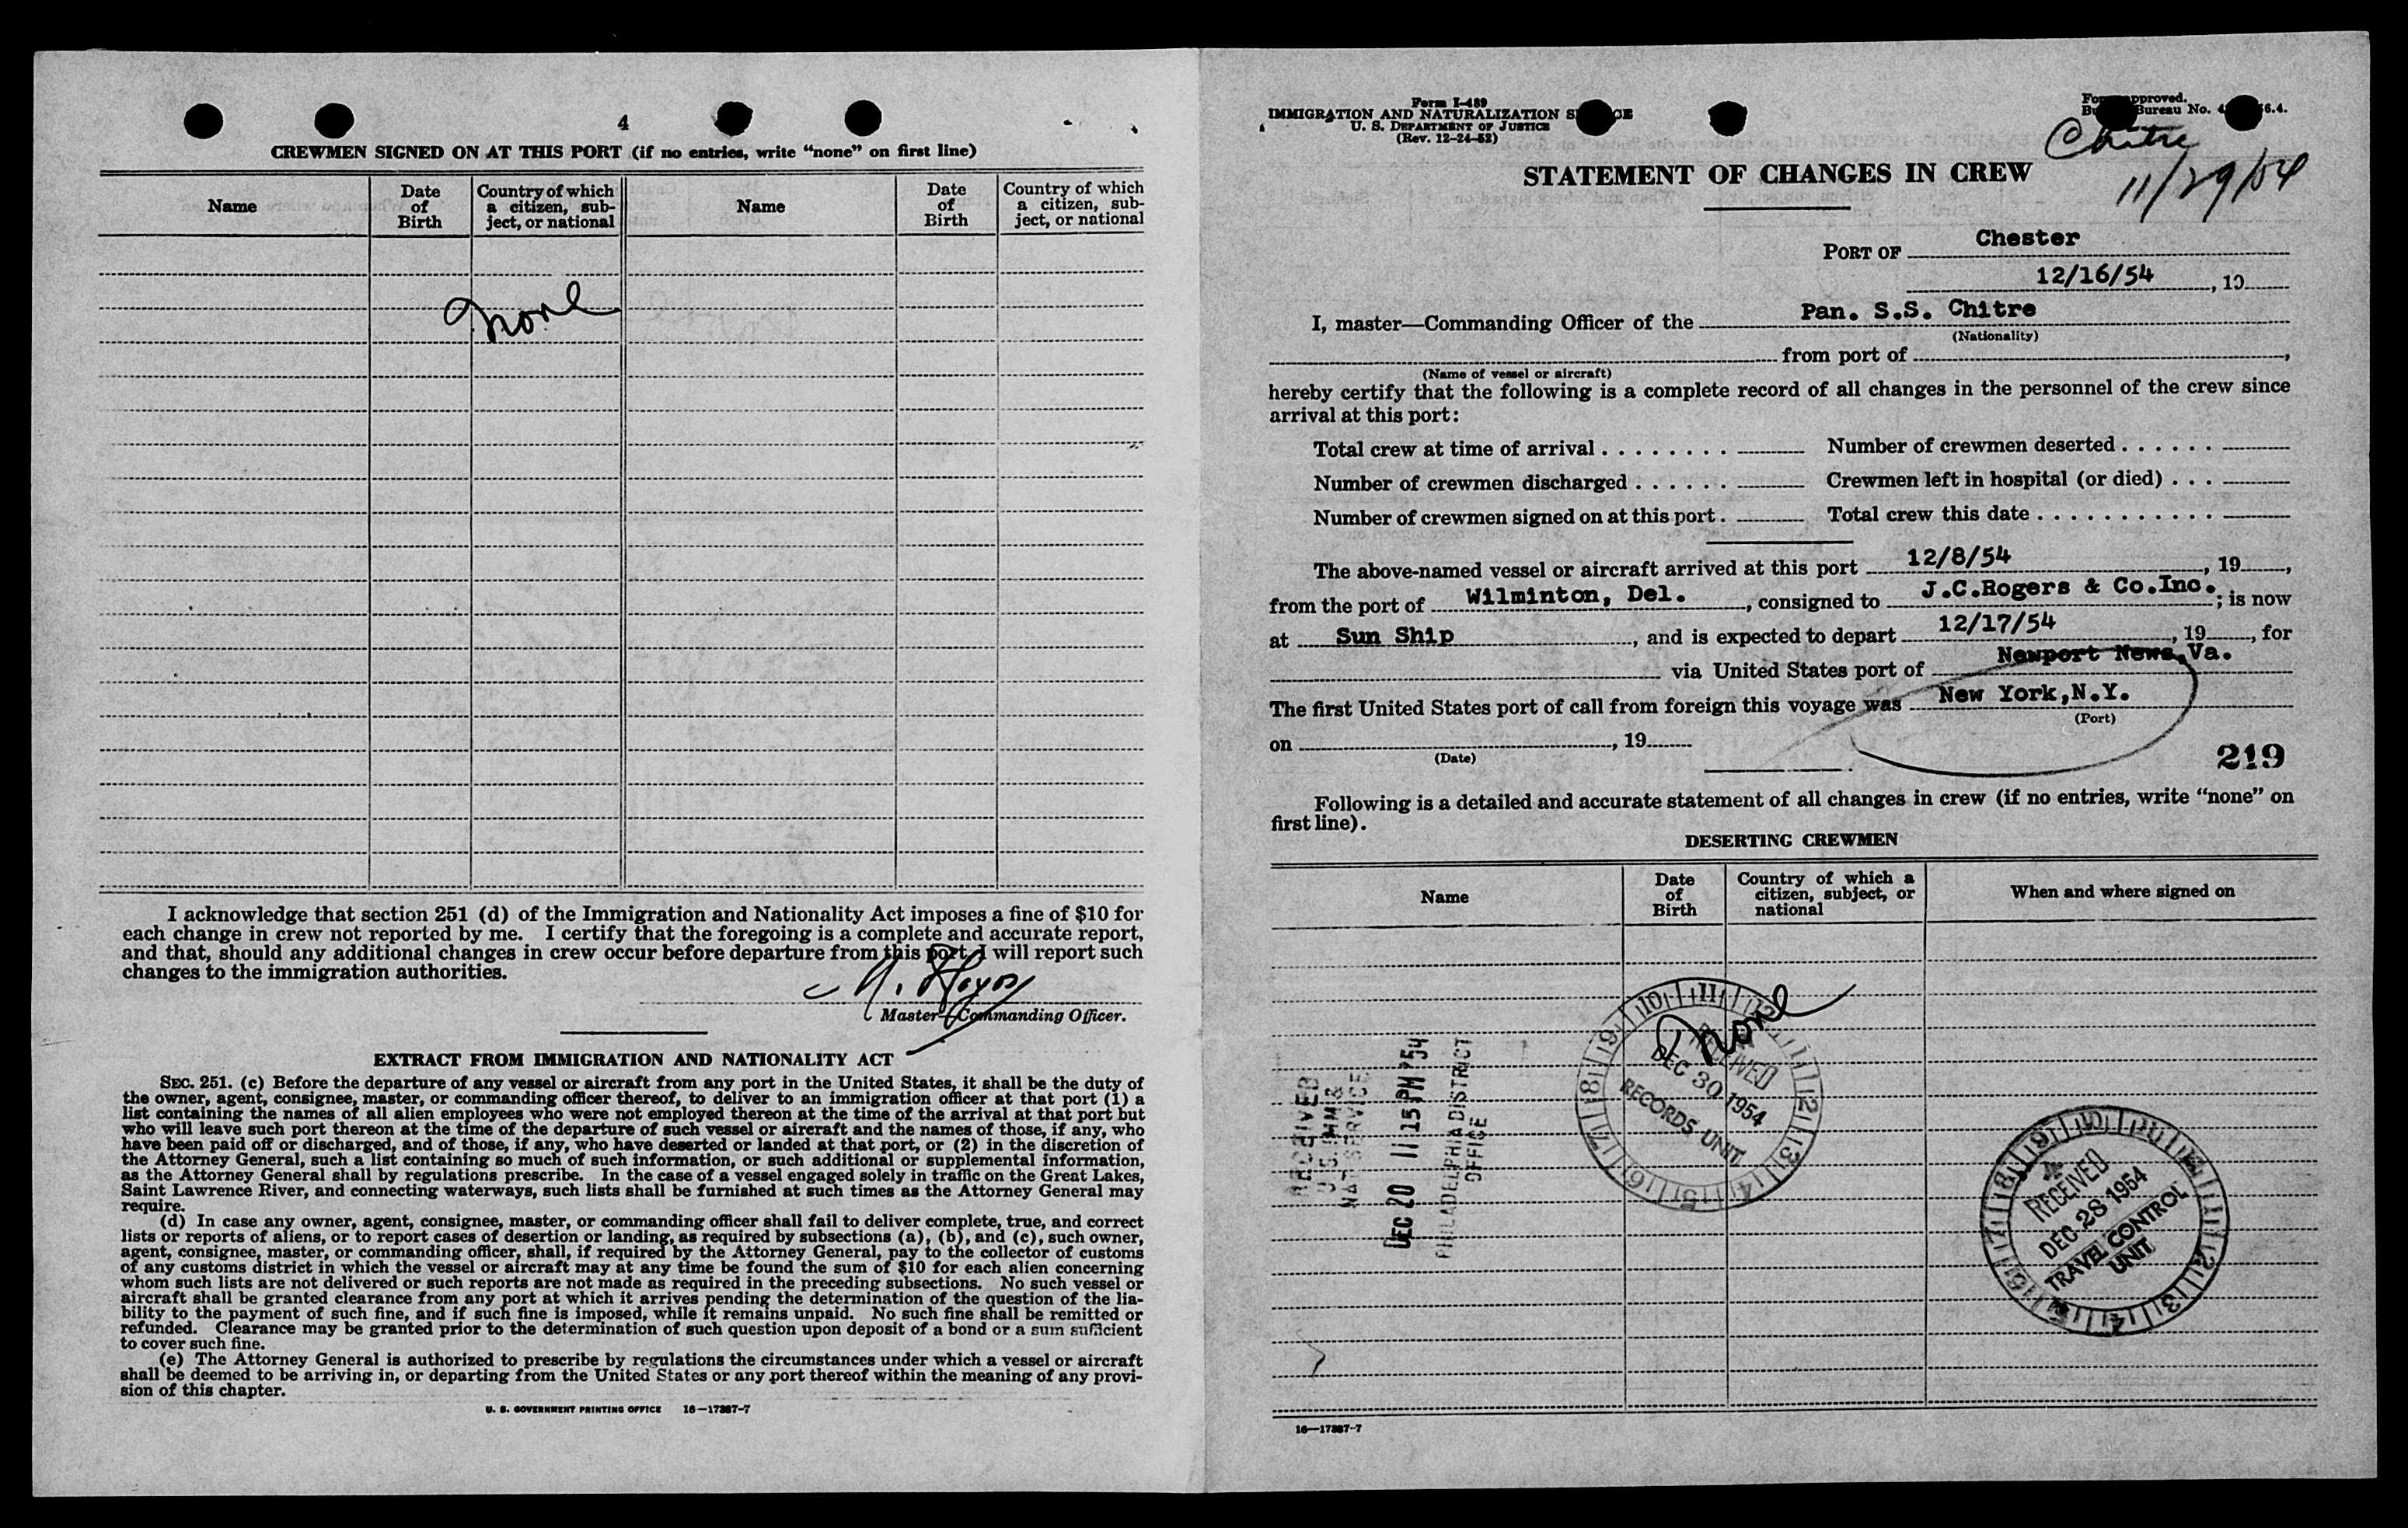 4
CREWMEN SIGNED ON AT THIS PORT (if no entries, write “none” on first line)
Name
Date of Birth
Country of which a citizen, subject, or national
Name
Date of Birth
Country of which a citizen, subject, or national
None
I acknowledge that section 251 (d) of the Immigration and Nationality Act imposes a fine of $10 for
each change in crew not reported by me. I certify that the foregoing is a complete and accurate report,
and that, should any additional changes in crew occur before departure from this port, I will report such
changes to the immigration authorities.
Master—Commanding Officer.
EXTRACT FROM IMMIGRATION AND NATIONALITY ACT
SEC. 251. (c) Before the departure of any vessel or aircraft from any port in the United States, it shall be the duty of
the owner, agent, consignee, master, or commanding officer thereof, to deliver to an immigration officer at that port (1) a
list containing the names of all alien employees who were not employed thereon at the time of the arrival at that port but
who will leave such port thereon at the time of the departure of such vessel or aircraft and the names of those, if any, who
have been paid off or discharged, and of those, if any, who have deserted or landed at that port, or (2) in the discretion of
the Attorney General, such a list containing so much of such information, or such additional or supplemental information,
as the Attorney General shall by regulations prescribe. In the case of a vessel engaged solely in traffic on the Great Lakes,
Saint Lawrence River, and connecting waterways, such lists shall be furnished at such times as the Attorney General may
require.
(d) In case any owner, agent, consignee, master, or commanding officer shall fail to deliver complete, true, and correct
lists or reports of aliens, or to report cases of desertion or landing, as required by subsections (a), (b), and (c), such owner,
agent, consignee, master, or commanding officer, shall, if required by the Attorney General, pay to the collector of customs
of any customs district in which the vessel or aircraft may at any time be found the sum of $10 for each alien concerning
whom such lists are not delivered or such reports are not made as required in the preceding subsections. No such vessel or
aircraft shall be granted clearance from any port at which it arrives pending the determination of the question of the lia-
bility to the payment of such fine, and if such fine is imposed, while it remains unpaid. No such fine shall be remitted or
refunded. Clearance may be granted prior to the determination of such question upon deposit of a bond or a sum sufficient
to cover such fine.
(e) The Attorney General is authorized to prescribe by regulations the circumstances under which a vessel or aircraft
shall be deemed to be arriving in, or departing from the United States or any port thereof within the meaning of any provi-
sion of this chapter.
U. S. GOVERNMENT PRINTING OFFICE 16—17387-7
Form I-489
IMMIGRATION AND NATURALIZATION
U. S. DEPARTMENT OF JUSTICE
(Rev. 12-24-52)
approved.
Bureau No.
Chitre
11/29/54
STATEMENT OF CHANGES IN CREW
PORT OF Chester
12/16/54, 19
I, master—Commanding Officer of the Pan. S.S. Chitre
(Nationality)
from port of
(Name of vessel or aircraft)
hereby certify that the following is a complete record of all changes in the personnel of the crew since
arrival at this port:
Total crew at time of arrival
Number of crewmen deserted
Number of crewmen discharged
Crewmen left in hospital (or died)
Number of crewmen signed on at this port
Total crew this date
The above-named vessel or aircraft arrived at this port 12/8/54, 19,
from the port of Wilminton, Del., consigned to J.C.Rogers & Co.Inc.; is now
at Sun Ship, and is expected to depart 12/17/54, 19, for
via United States port of Newport News,Va.
The first United States port of call from foreign this voyage was New York,N.Y.
(Port)
on , 19
(Date)
219
Following is a detailed and accurate statement of all changes in crew (if no entries, write “none” on
first line).
DESERTING CREWMEN
Name
Date of Birth
Country of which a citizen, subject, or national
When and where signed on
None
RECEIVED
DEC 30 1954
RECORDS UNIT
RECEIVED
U.S. IMM &
NAT SERVICE
DEC 20 11 15 PM '54
PHILADELPHIA DISTRICT
OFFICE
RECEIVED
DEC 28 1954
TRAVEL CONTROL
UNIT
16—17387-7